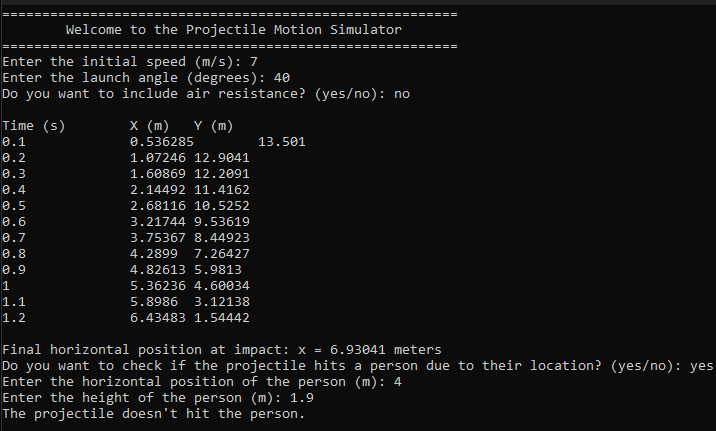 =========================================================
Welcome to the Projectile Motion Simulator
=========================================================
Enter the initial speed (m/s): 7
Enter the launch angle (degrees): 40
Do you want to include air resistance? (yes/no): no
Time (s) X (m) Y (m)
0.1 0.536285 13.501
0.2 1.07246 12.9041
0.3 1.60869 12.2091
0.4 2.14492 11.4162
0.5 2.68116 10.5252
0.6 3.21744 9.53619
0.7 3.75367 8.44923
0.8 4.2899 7.26427
0.9 4.82613 5.9813
1 5.36236 4.60034
1.1 5.8986 3.12138
1.2 6.43483 1.54442
Final horizontal position at impact: x = 6.93041 meters
Do you want to check if the projectile hits a person due to their location? (yes/no): yes
Enter the horizontal position of the person (m): 4
Enter the height of the person (m): 1.9
The projectile doesn't hit the person.